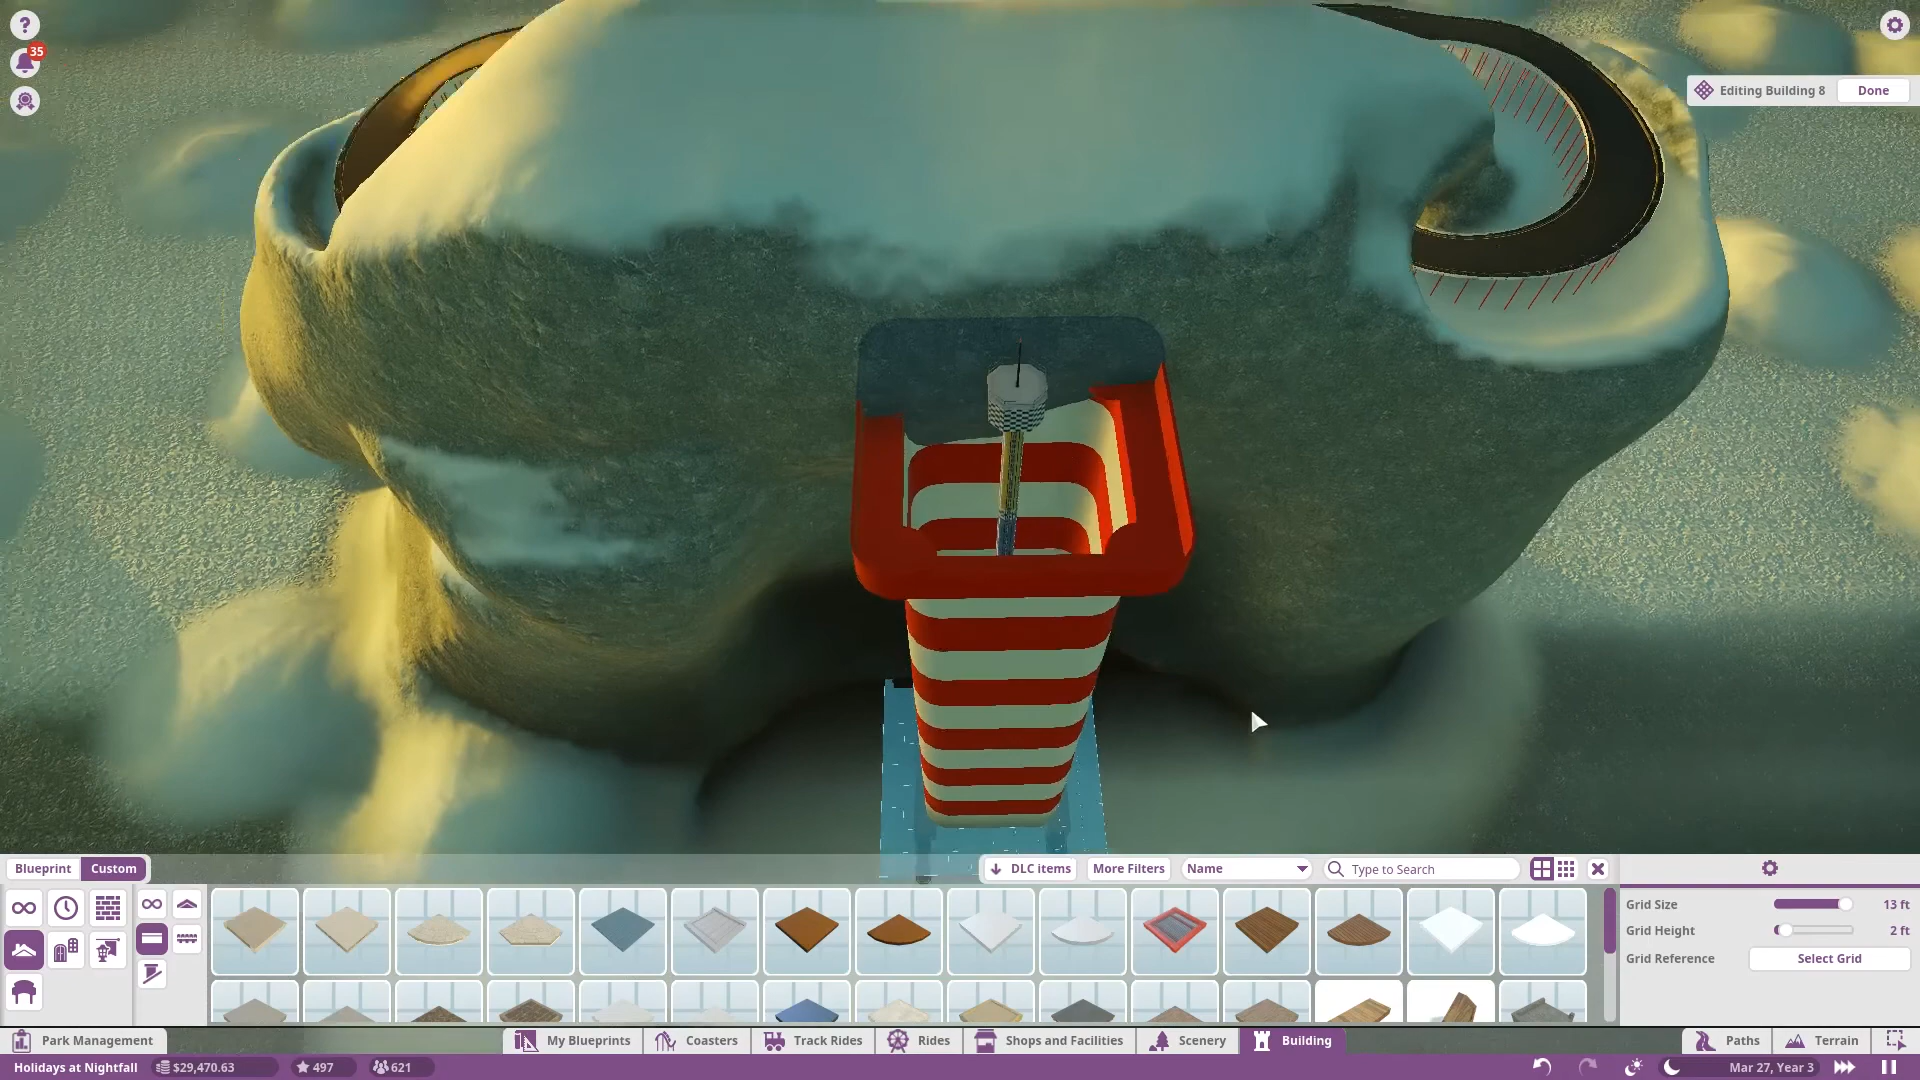 ?
35
Editing Building 8 Done
Blueprint Custom
DLC items More Filters Name Type to Search
Grid Size 13 ft
Grid Height 2 ft
Grid Reference Select Grid
Park Management My Blueprints Coasters Track Rides Rides Shops and Facilities Scenery Building Paths Terrain
Holidays at Nightfall $29,470.63 497 621 Mar 27, Year 3